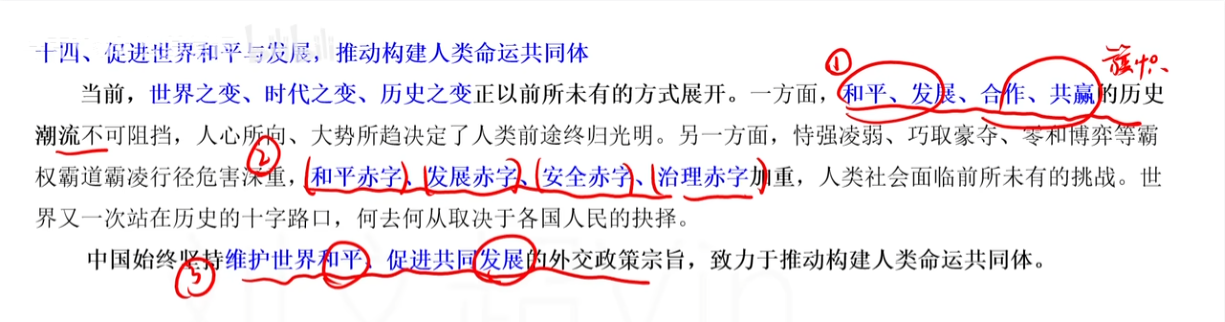 十四、促进世界和平与发展，推动构建人类命运共同体
当前，世界之变、时代之变、历史之变正以前所未有的方式展开。一方面，和平、发展、合作、共赢的历史
潮流不可阻挡，人心所向、大势所趋决定了人类前途终归光明。另一方面，恃强凌弱、巧取豪夺、零和博弈等霸
权霸道霸凌行径危害深重，和平赤字、发展赤字、安全赤字、治理赤字加重，人类社会面临前所未有的挑战。世
界又一次站在历史的十字路口，何去何从取决于各国人民的抉择。
中国始终坚持维护世界和平、促进共同发展的外交政策宗旨，致力于推动构建人类命运共同体。
①
②
③